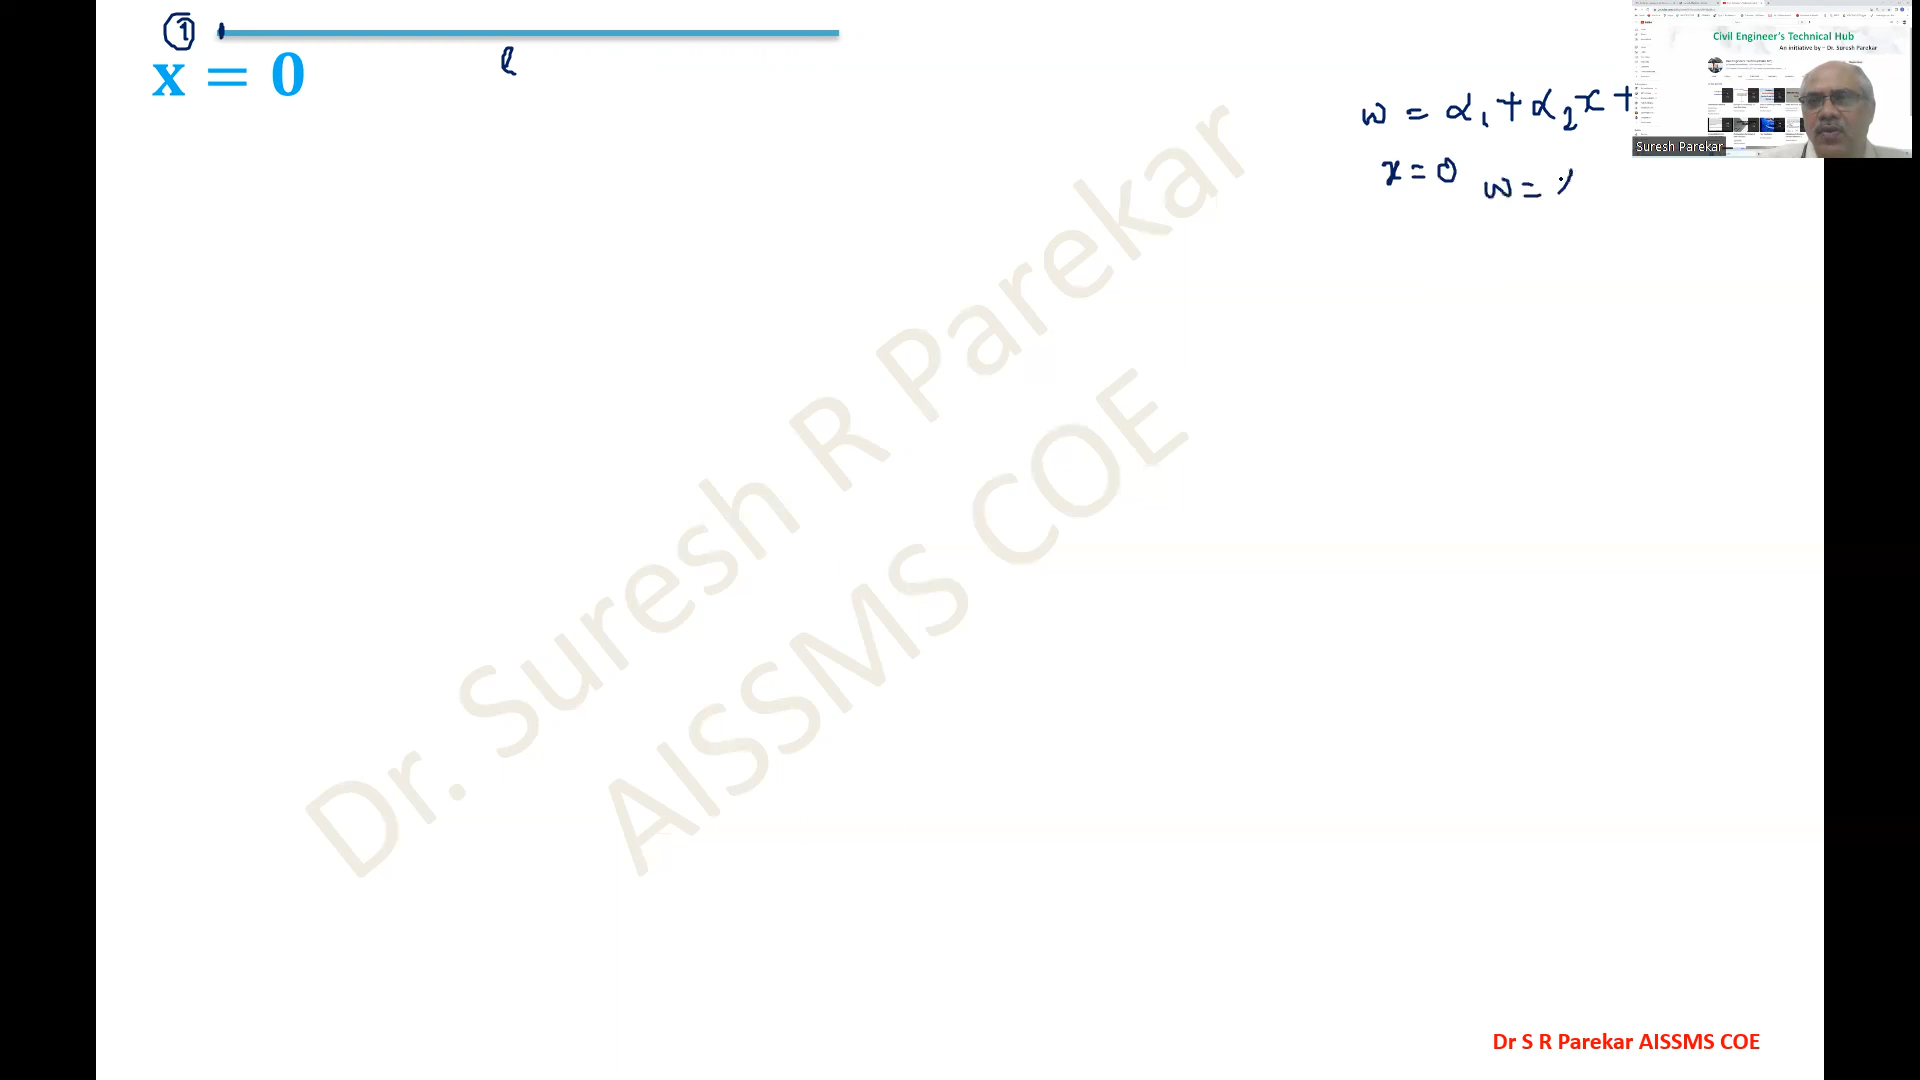 1
l
x = 0
w = α₁ + α₂x +
x = 0 w =
Civil Engineer's Technical Hub
An initiative by – Dr. Suresh Parekar
Suresh Parekar
Dr. Suresh R Parekar
AISSMS COE
Dr S R Parekar AISSMS COE